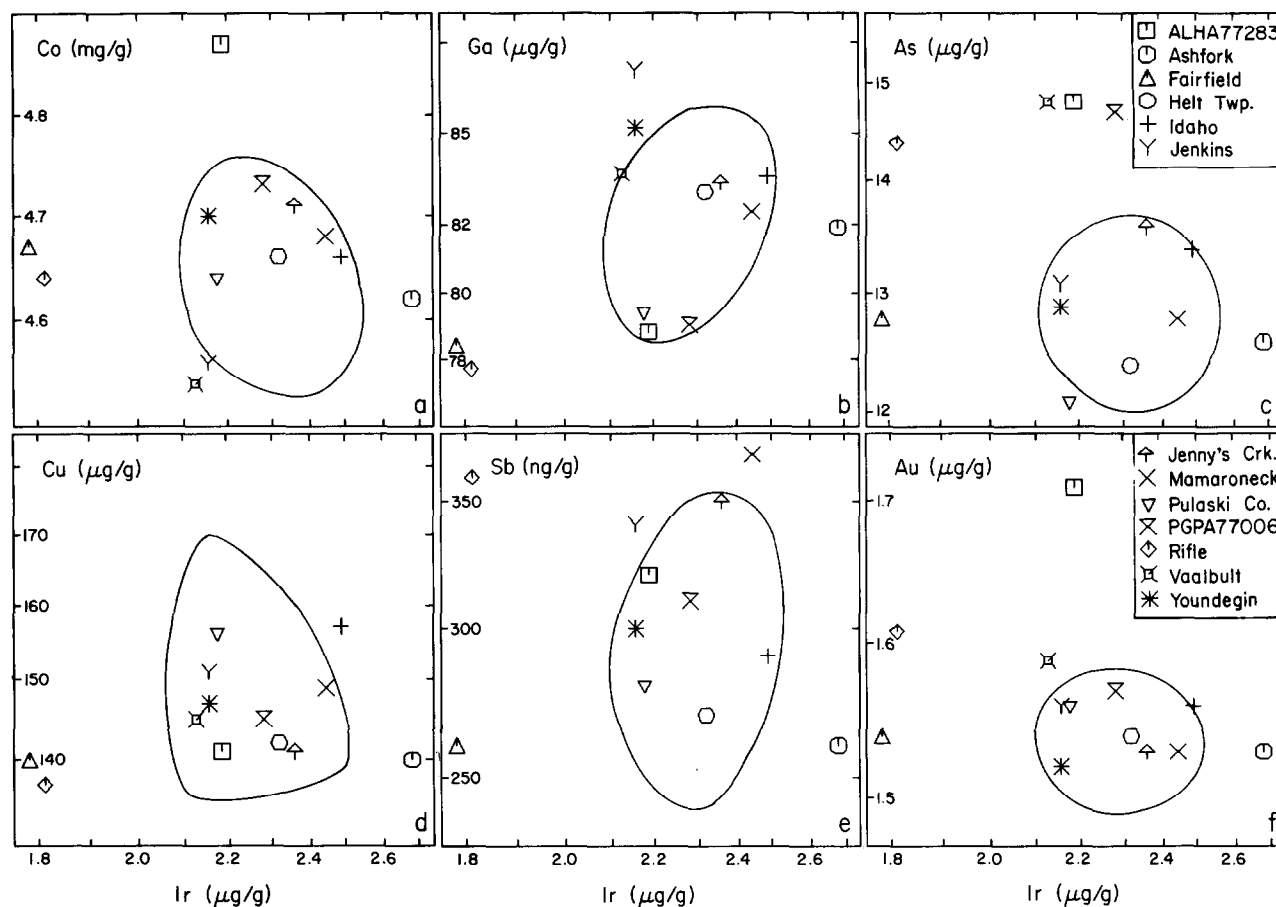 Co (mg/g)
4.8
4.7
4.6
a
Ga (μg/g)
85
82
80
78
b
As (μg/g)
15
14
13
12
c
ALHA77283
Ashfork
Fairfield
Helt Twp.
Idaho
Jenkins
Cu (μg/g)
170
160
150
140
d
Sb (ng/g)
350
300
250
e
Au (μg/g)
1.7
1.6
1.5
f
Jenny's Crk.
Mamaroneck
Pulaski Co.
PGPA77006
Rifle
Vaalbult
Youndegin
1.8 2.0 2.2 2.4 2.6
Ir (μg/g)
1.8 2.0 2.2 2.4 2.6
Ir (μg/g)
1.8 2.0 2.2 2.4 2.6
Ir (μg/g)